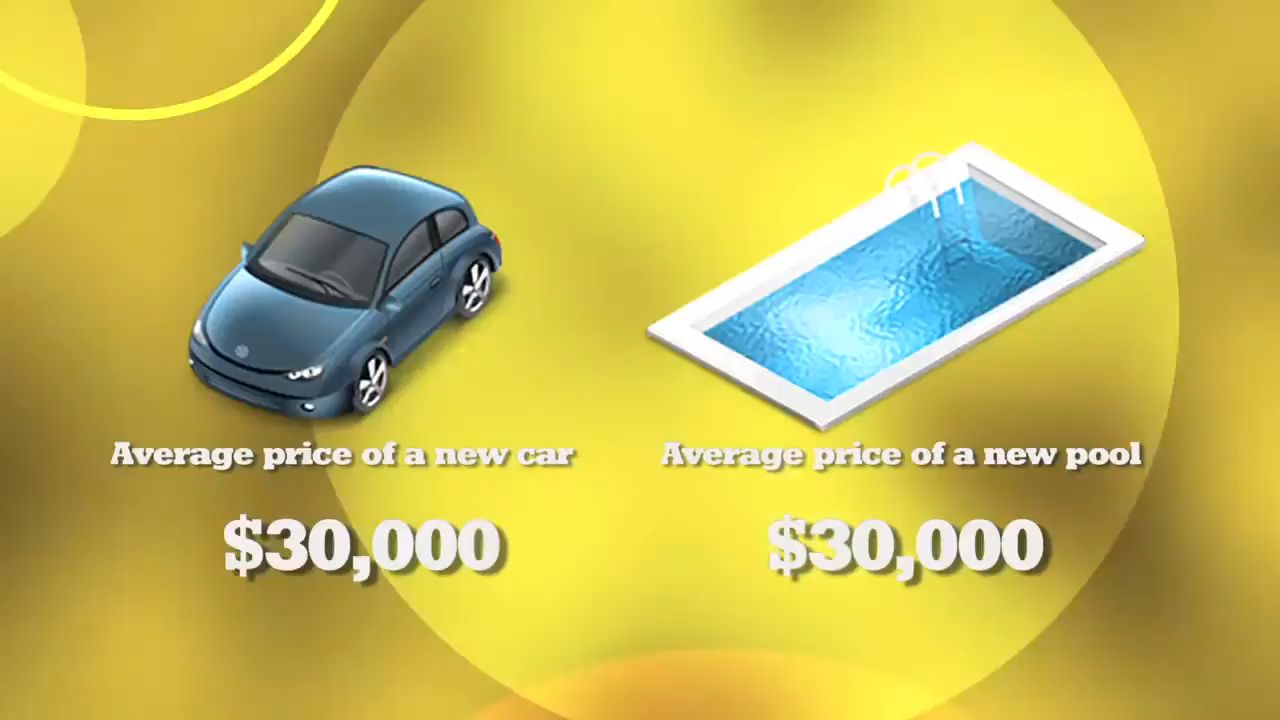 Average price of a new car
$30,000
Average price of a new pool
$30,000